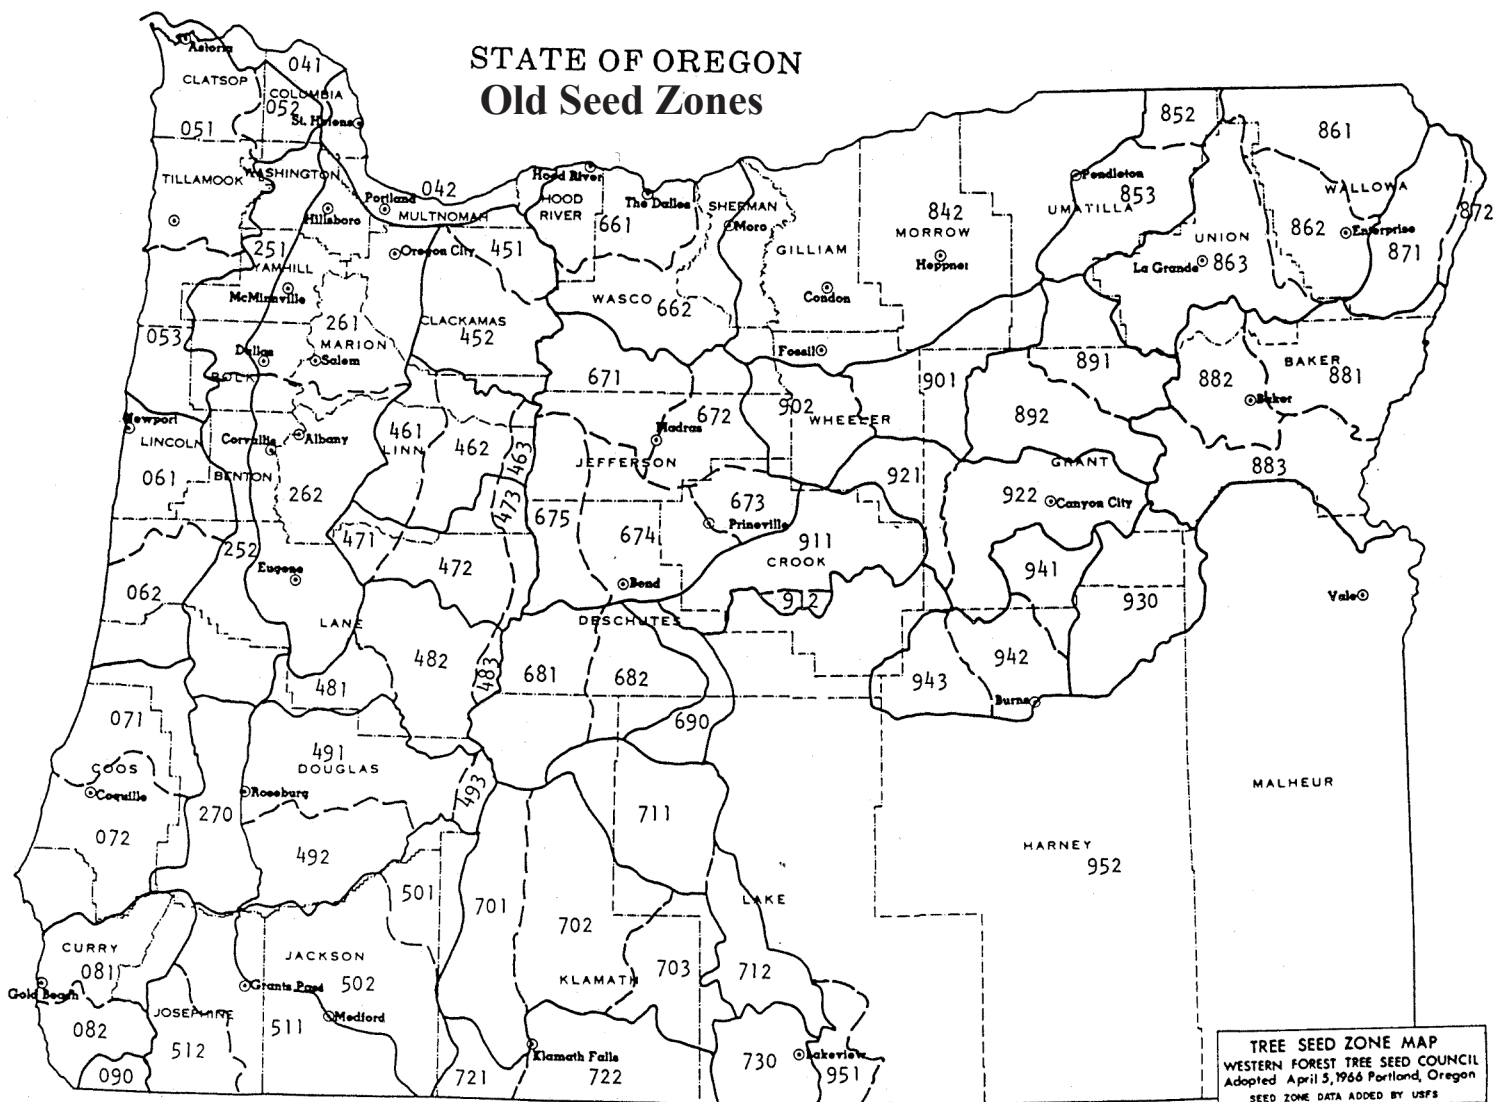 STATE OF OREGON
Old Seed Zones
Astoria
CLATSOP
041
COLUMBIA
052
St. Helens
051
852
861
TILLAMOOK
WASHINGTON
042
Hood River
Pendleton
853
WALLOWA
872
Portland
MULTNOMAH
HOOD
RIVER
The Dalles
SHERMAN
842
UMATILLA
Hillsboro
661
Moro
MORROW
862
Enterprise
251
Oregon City
451
GILLIAM
UNION
871
YAMHILL
Heppner
La Grande
863
McMinnville
WASCO
662
Condon
261
CLACKAMAS
452
053
MARION
Dallas
Salem
Fossil
891
BAKER
POLK
671
901
882
881
Newport
902
WHEELER
892
Baker
LINCOLN
Corvallis
Albany
461
LINN
462
463
672
Madras
JEFFERSON
GRANT
883
061
BENTON
262
473
673
921
922
Canyon City
675
Prineville
252
471
674
911
472
CROOK
941
Eugene
Bend
062
912
930
Vale
LANE
DESCHUTES
482
483
681
682
943
942
481
Burns
071
690
491
COOS
DOUGLAS
MALHEUR
Coquille
270
Roseburg
493
711
072
492
HARNEY
952
501
701
LAKE
702
CURRY
081
JACKSON
502
KLAMATH
703
712
Gold Beach
Grants Pass
JOSEPHINE
Medford
082
512
511
Klamath Falls
730
Lakeview
090
721
722
951
TREE SEED ZONE MAP
WESTERN FOREST TREE SEED COUNCIL
Adopted April 5, 1966 Portland, Oregon
SEED ZONE DATA ADDED BY USFS